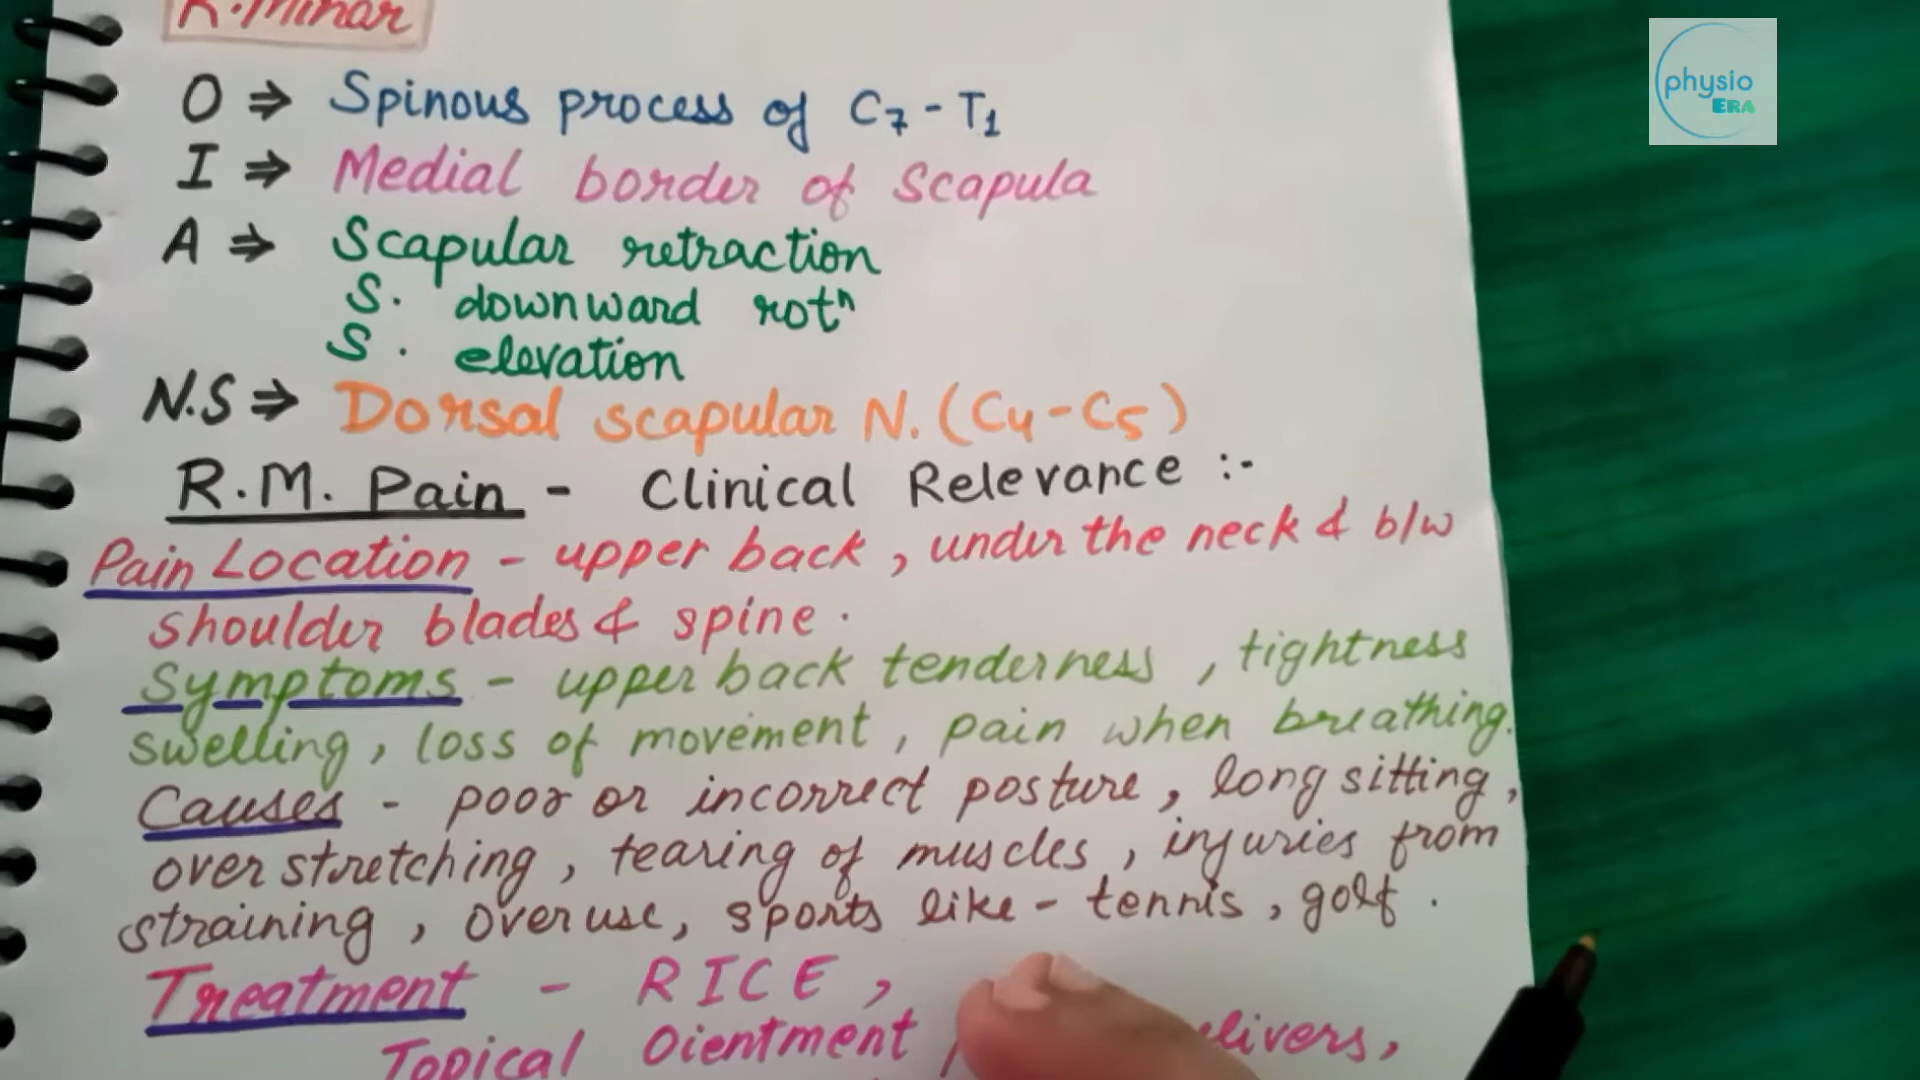 R.Minor
O ⇒ Spinous process of C7 - T1
I ⇒ Medial border of Scapula
A ⇒ Scapular retraction
S. downward rotⁿ
S. elevation
N.S ⇒ Dorsal scapular N. (C4-C5)
R.M. Pain - Clinical Relevance :-
Pain Location - upper back, under the neck & b/w
shoulder blades & spine.
Symptoms - upper back tenderness, tightness
swelling, loss of movement, pain when breathing.
Causes - poor or incorrect posture, long sitting,
over stretching, tearing of muscles, injuries from
straining, overuse, sports like - tennis, golf.
Treatment - RICE,
Topical Oientment
physio
ERA